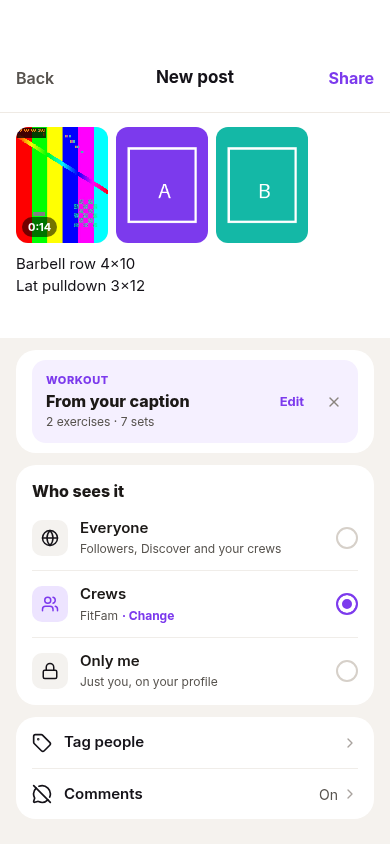 Back
New post
Share
0:14
A
B
Barbell row 4×10
Lat pulldown 3×12
WORKOUT
From your caption
Edit
2 exercises · 7 sets
Who sees it
Everyone
Followers, Discover and your crews
Crews
FitFam · Change
Only me
Just you, on your profile
Tag people
Comments
On